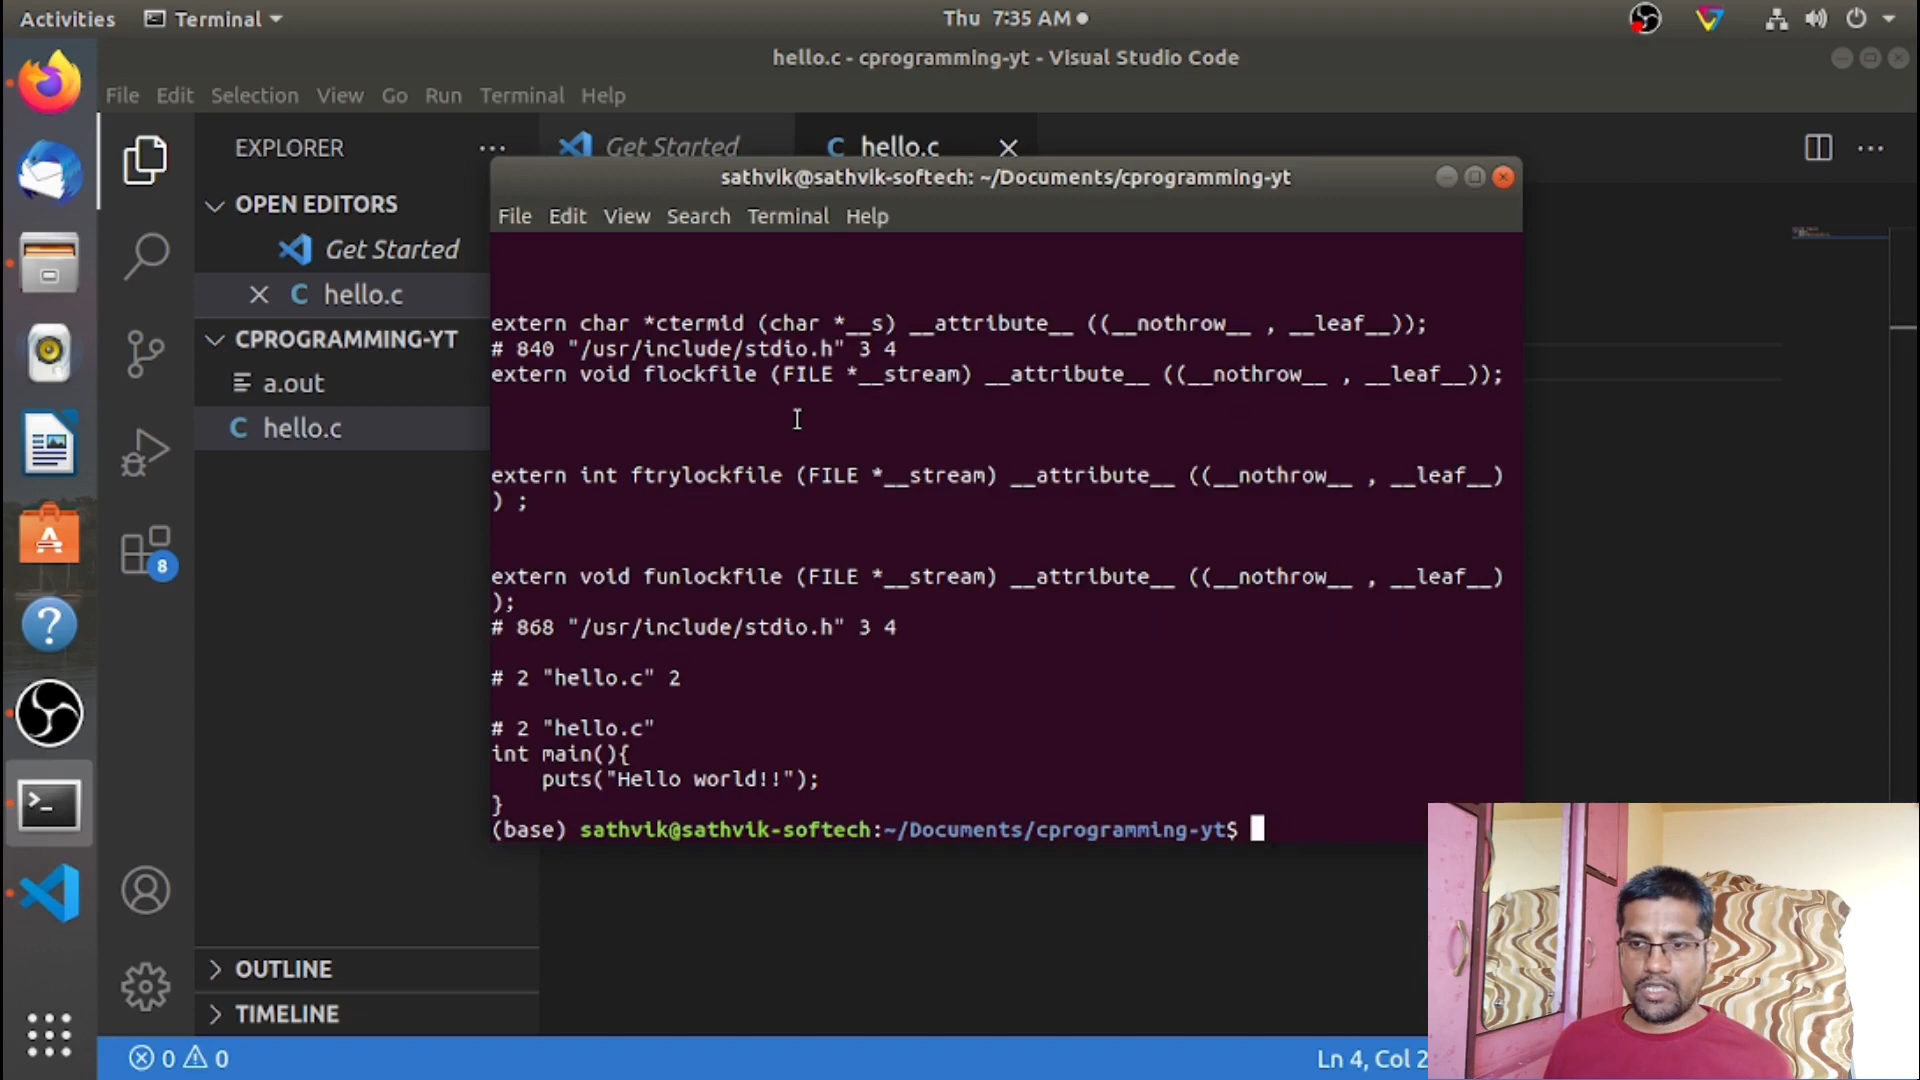 Activities
Terminal
Thu 7:35 AM
hello.c - cprogramming-yt - Visual Studio Code
File Edit Selection View Go Run Terminal Help
EXPLORER
Get Started
hello.c
OPEN EDITORS
Get Started
hello.c
CPROGRAMMING-YT
a.out
hello.c
8
OUTLINE
TIMELINE
0 0
Ln 4, Col 2
sathvik@sathvik-softech: ~/Documents/cprogramming-yt
File Edit View Search Terminal Help
extern char *ctermid (char *__s) __attribute__ ((__nothrow__ , __leaf__));
# 840 "/usr/include/stdio.h" 3 4
extern void flockfile (FILE *__stream) __attribute__ ((__nothrow__ , __leaf__));
extern int ftrylockfile (FILE *__stream) __attribute__ ((__nothrow__ , __leaf__)
) ;
extern void funlockfile (FILE *__stream) __attribute__ ((__nothrow__ , __leaf__)
);
# 868 "/usr/include/stdio.h" 3 4
# 2 "hello.c" 2
# 2 "hello.c"
int main(){
puts("Hello world!!");
}
(base) sathvik@sathvik-softech:~/Documents/cprogramming-yt$